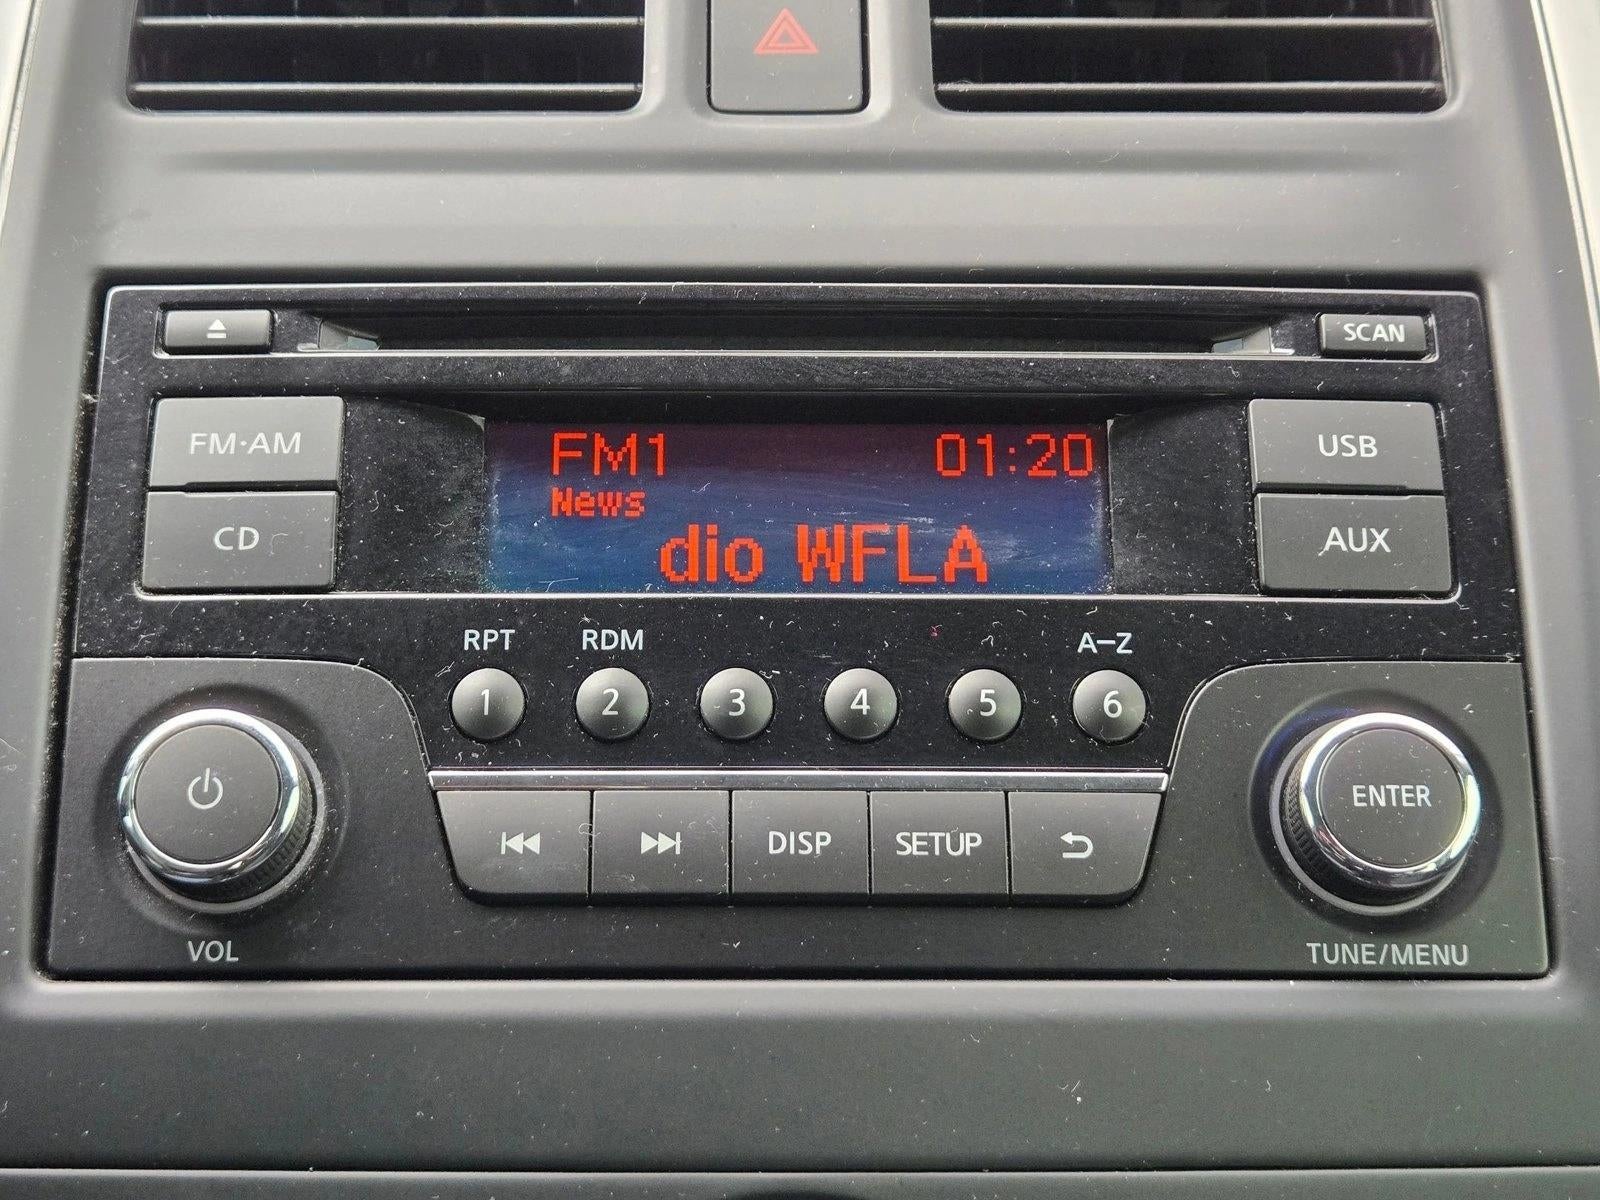 SCAN
FM·AM
CD
FM1 01:20
News
dio WFLA
USB
AUX
RPT RDM A–Z
1 2 3 4 5 6
DISP SETUP
ENTER
VOL
TUNE/MENU